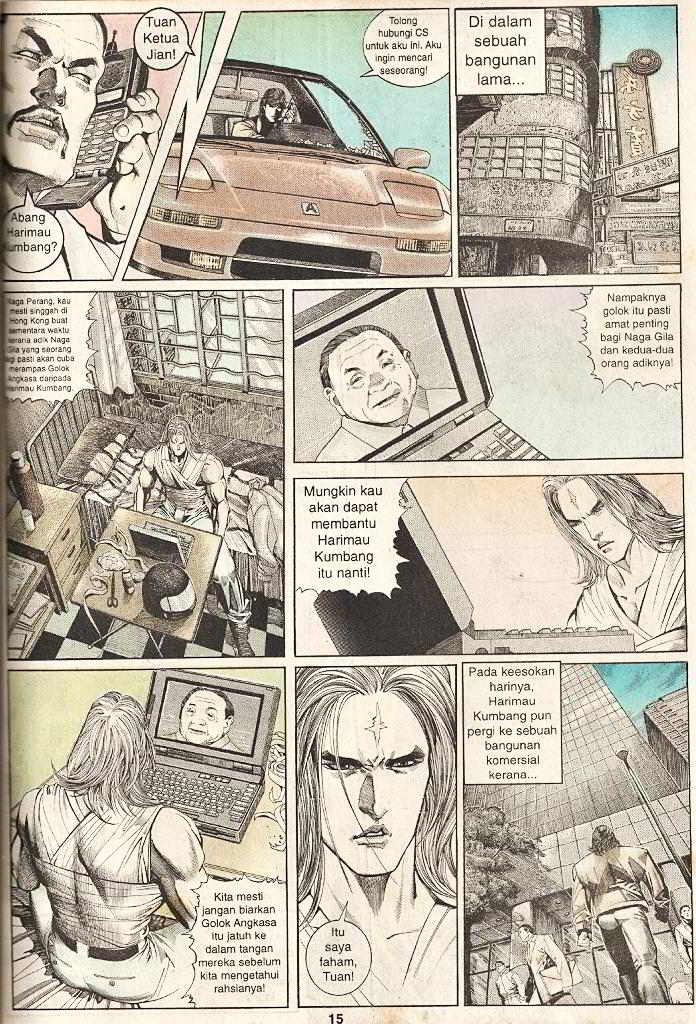 Tuan
Ketua
Jian!
Abang
Harimau
Kumbang?
Tolong
hubungi CS
untuk aku ini. Aku
ingin mencari
seseorang!
Di dalam
sebuah
bangunan
lama...
Naga Perang, kau
mesti singgah di
Hong Kong buat
sementara waktu
kerana adik Naga
Gila yang seorang
lagi pasti akan cuba
merampas Golok
Angkasa daripada
Harimau Kumbang.
Nampaknya
golok itu pasti
amat penting
bagi Naga Gila
dan kedua-dua
orang adiknya!
Mungkin kau
akan dapat
membantu
Harimau
Kumbang
itu nanti!
Kita mesti
jangan biarkan
Golok Angkasa
itu jatuh ke
dalam tangan
mereka sebelum
kita mengetahui
rahsianya!
Itu
saya
faham,
Tuan!
Pada keesokan
harinya,
Harimau
Kumbang pun
pergi ke sebuah
bangunan
komersial
kerana...
15